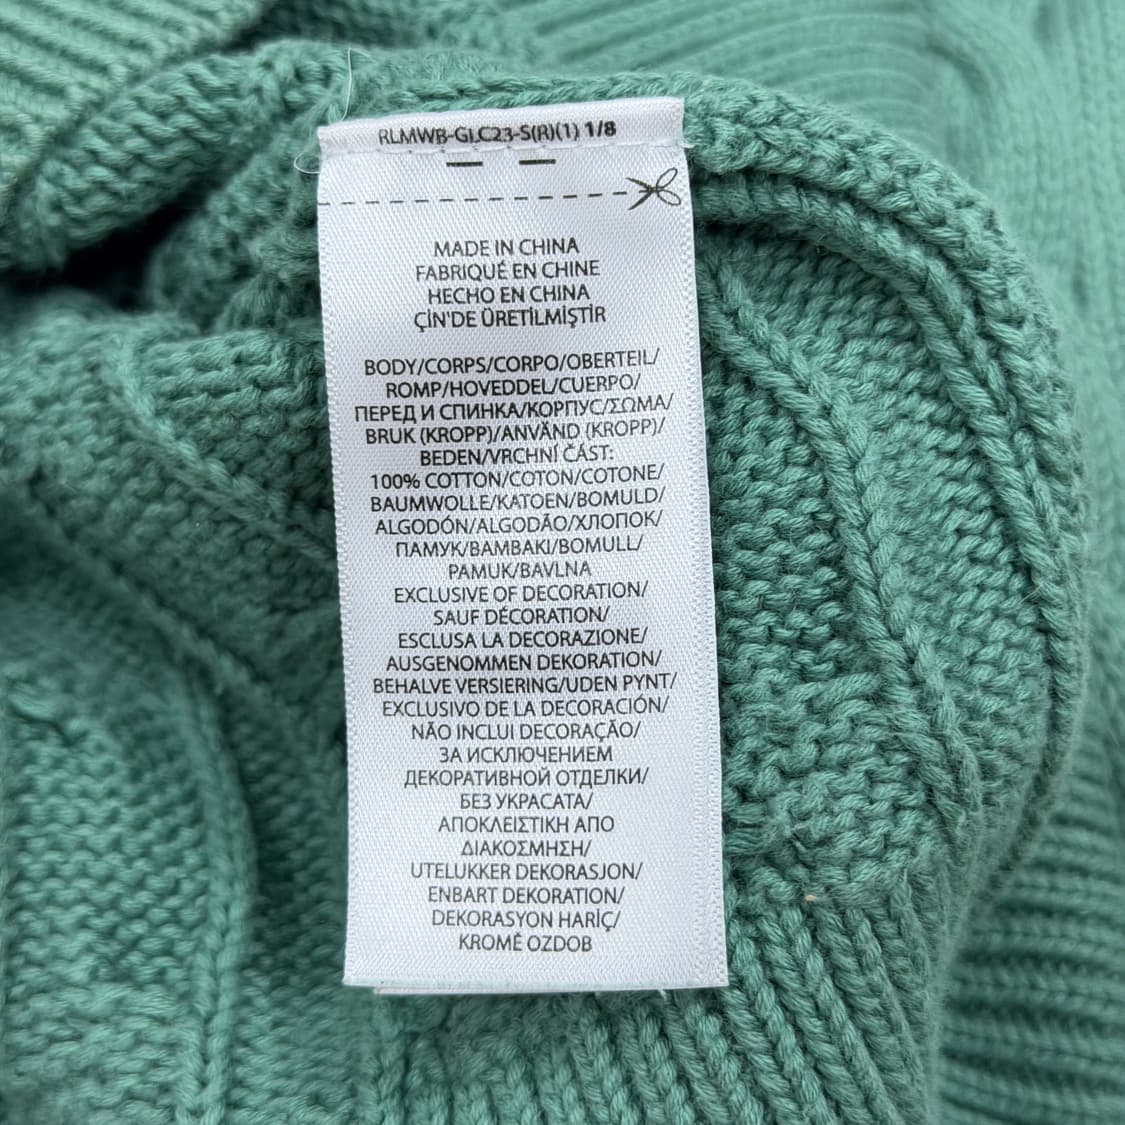 RLMWB-GLC23-S(R)(1) 1/8
MADE IN CHINA
FABRIQUÉ EN CHINE
HECHO EN CHINA
ÇİN'DE ÜRETİLMİŞTİR
BODY/CORPS/CORPO/OBERTEIL/
ROMP/HOVEDDEL/CUERPO/
ПЕРЕД И СПИНКА/КОРПУС/ΣΩΜΑ/
BRUK (KROPP)/ANVÄND (KROPP)/
BEDEN/VRCHNÍ ČÁST:
100% COTTON/COTON/COTONE/
BAUMWOLLE/KATOEN/BOMULD/
ALGODÓN/ALGODÃO/ХЛОПОК/
ПАМУК/ΒΑΜΒΑΚΙ/BOMULL/
PAMUK/BAVLNA
EXCLUSIVE OF DECORATION/
SAUF DÉCORATION/
ESCLUSA LA DECORAZIONE/
AUSGENOMMEN DEKORATION/
BEHALVE VERSIERING/UDEN PYNT/
EXCLUSIVO DE LA DECORACIÓN/
NÃO INCLUI DECORAÇÃO/
ЗА ИСКЛЮЧЕНИЕМ
ДЕКОРАТИВНОЙ ОТДЕЛКИ/
БЕЗ УКРАСАТА/
ΑΠΟΚΛΕΙΣΤΙΚΗ ΑΠΟ
ΔΙΑΚΟΣΜΗΣΗ/
UTELUKKER DEKORASJON/
ENBART DEKORATION/
DEKORASYON HARİÇ/
KROMĚ OZDOB